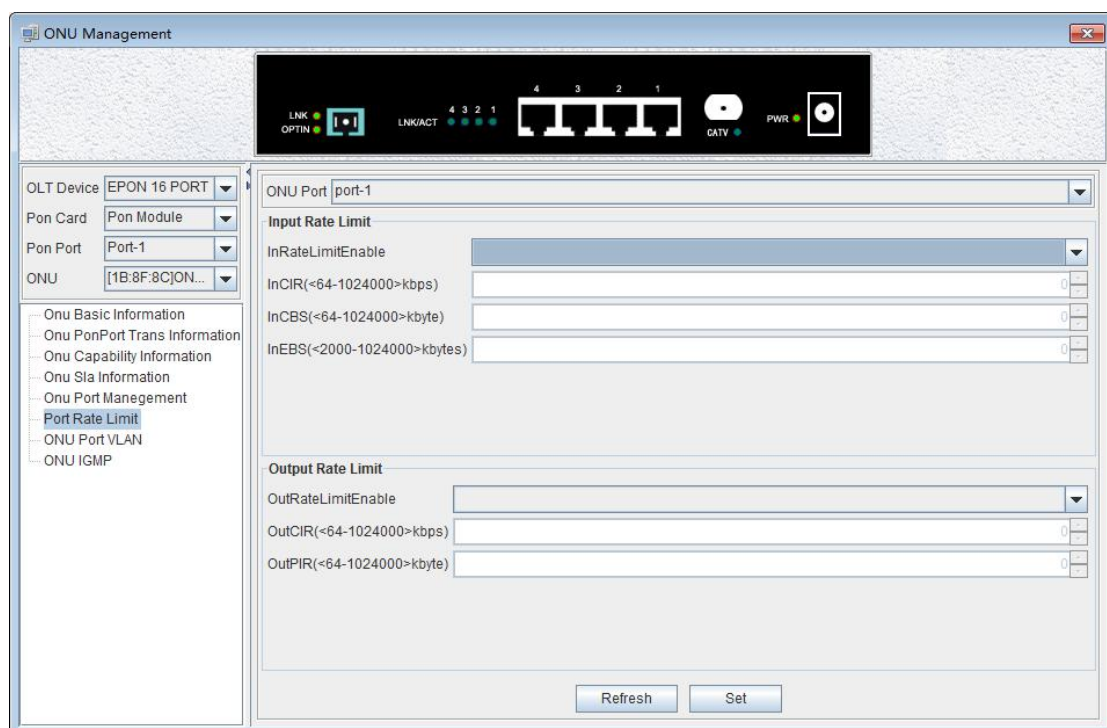 ONU Management
4 3 2 1
LNK
OPTIN
LNK/ACT
4 3 2 1
CATV
PWR
OLT Device EPON 16 PORT
Pon Card Pon Module
Pon Port Port-1
ONU [1B:8F:8C]ON...
Onu Basic Information
Onu PonPort Trans Information
Onu Capability Information
Onu Sla Information
Onu Port Manegement
Port Rate Limit
ONU Port VLAN
ONU IGMP
ONU Port port-1
Input Rate Limit
InRateLimitEnable
InCIR(<64-1024000>kbps) 0
InCBS(<64-1024000>kbyte) 0
InEBS(<2000-1024000>kbytes) 0
Output Rate Limit
OutRateLimitEnable
OutCIR(<64-1024000>kbps) 0
OutPIR(<64-1024000>kbyte) 0
Refresh Set